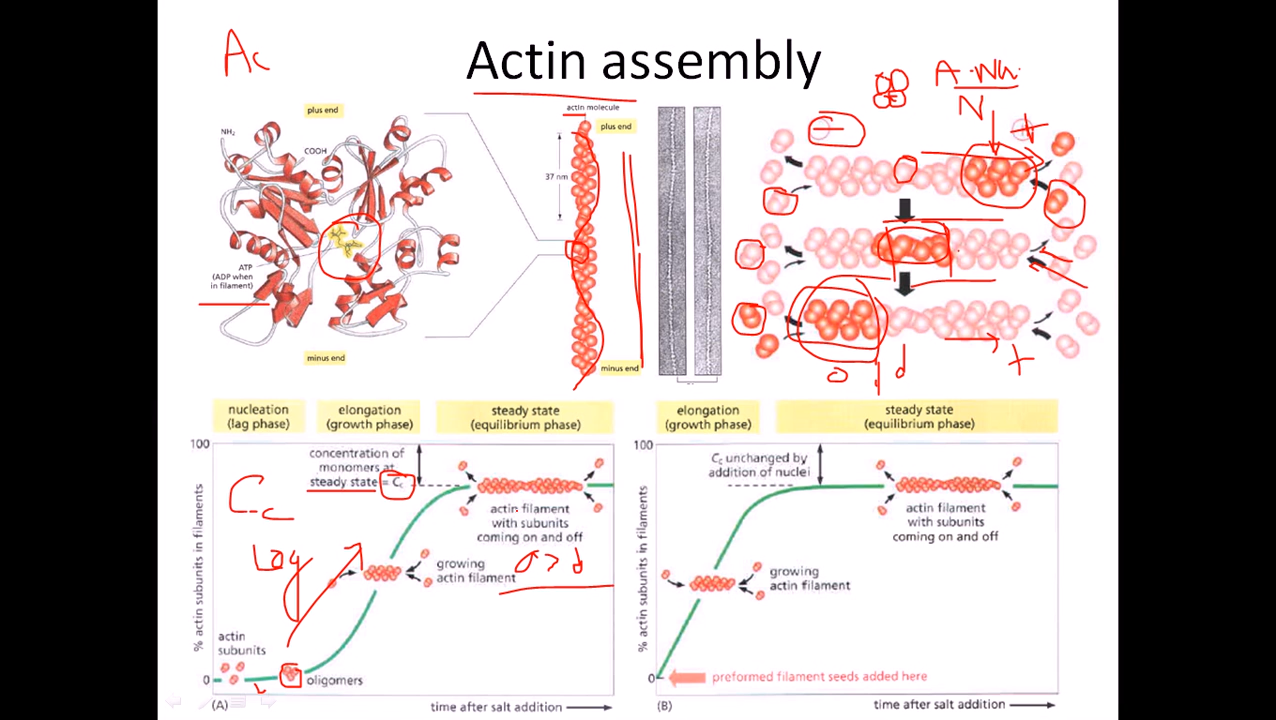 Ac
Actin assembly
A·Nu.
N
plus end
NH₂
COOH
ATP
(ADP when
in filament)
minus end
actin molecule
plus end
37 nm
minus end
−
+
o
d
+
nucleation
(lag phase)
elongation
(growth phase)
steady state
(equilibrium phase)
100
% actin subunits in filaments
0
concentration of
monomers at
steady state = Cc
Cc
Log
actin filament
with subunits
coming on and off
growing
actin filament
σ > d
actin
subunits
oligomers
(A)
time after salt addition
elongation
(growth phase)
steady state
(equilibrium phase)
100
% actin subunits in filaments
0
Cc unchanged by
addition of nuclei
actin filament
with subunits
coming on and off
growing
actin filament
preformed filament seeds added here
(B)
time after salt addition